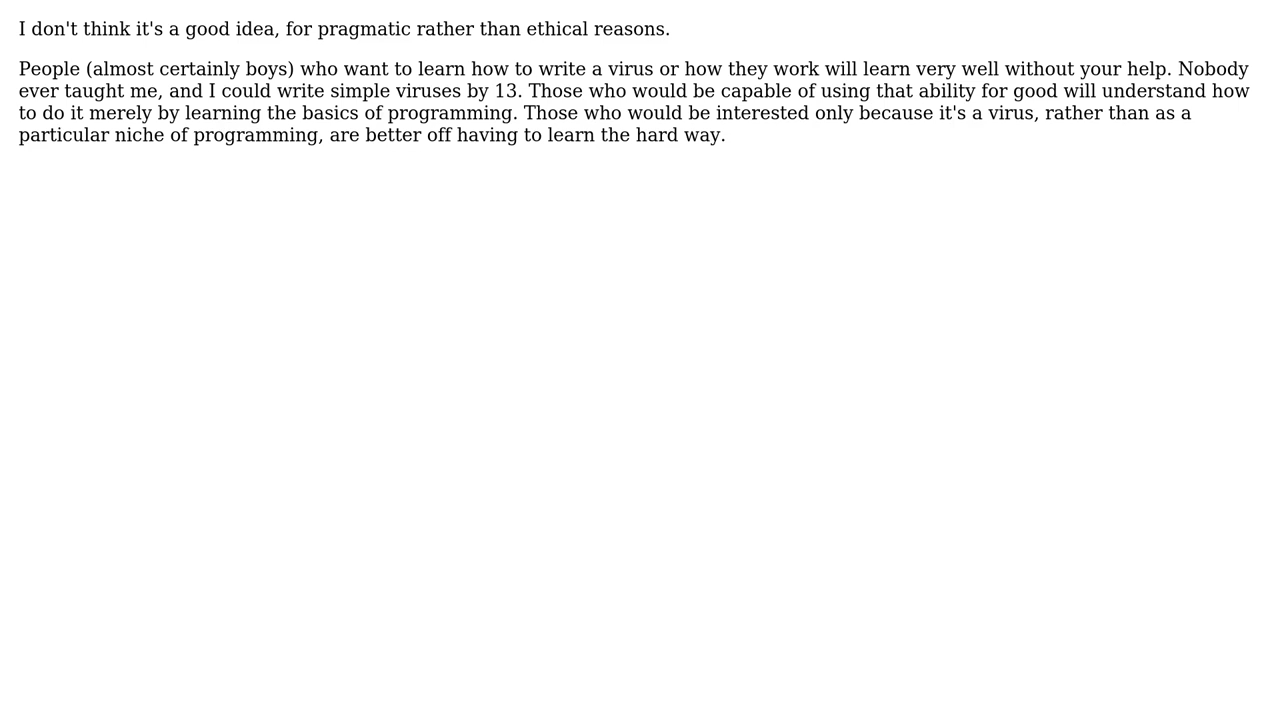 I don't think it's a good idea, for pragmatic rather than ethical reasons.
People (almost certainly boys) who want to learn how to write a virus or how they work will learn very well without your help. Nobody
ever taught me, and I could write simple viruses by 13. Those who would be capable of using that ability for good will understand how
to do it merely by learning the basics of programming. Those who would be interested only because it's a virus, rather than as a
particular niche of programming, are better off having to learn the hard way.